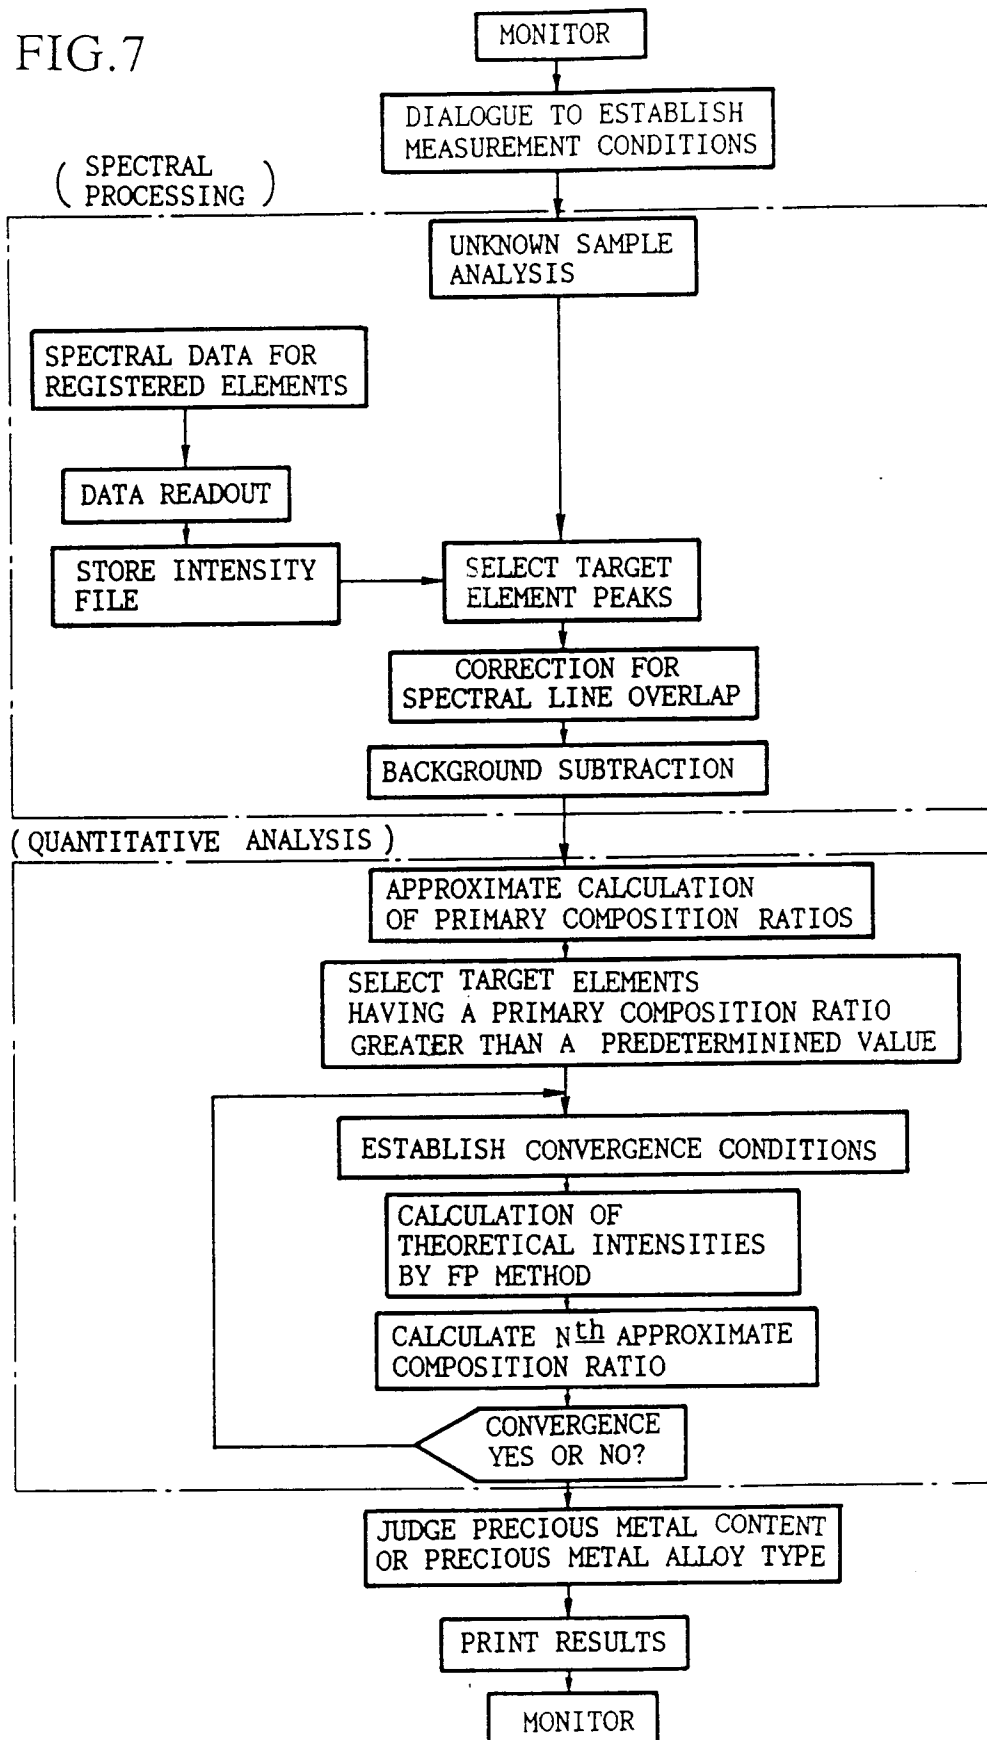 FIG.7
MONITOR
DIALOGUE TO ESTABLISH
MEASUREMENT CONDITIONS
( SPECTRAL
PROCESSING )
UNKNOWN SAMPLE
ANALYSIS
SPECTRAL DATA FOR
REGISTERED ELEMENTS
DATA READOUT
STORE INTENSITY
FILE
SELECT TARGET
ELEMENT PEAKS
CORRECTION FOR
SPECTRAL LINE OVERLAP
BACKGROUND SUBTRACTION
(QUANTITATIVE ANALYSIS)
APPROXIMATE CALCULATION
OF PRIMARY COMPOSITION RATIOS
SELECT TARGET ELEMENTS
HAVING A PRIMARY COMPOSITION RATIO
GREATER THAN A PREDETERMININED VALUE
ESTABLISH CONVERGENCE CONDITIONS
CALCULATION OF
THEORETICAL INTENSITIES
BY FP METHOD
CALCULATE Nth APPROXIMATE
COMPOSITION RATIO
CONVERGENCE
YES OR NO?
JUDGE PRECIOUS METAL CONTENT
OR PRECIOUS METAL ALLOY TYPE
PRINT RESULTS
MONITOR